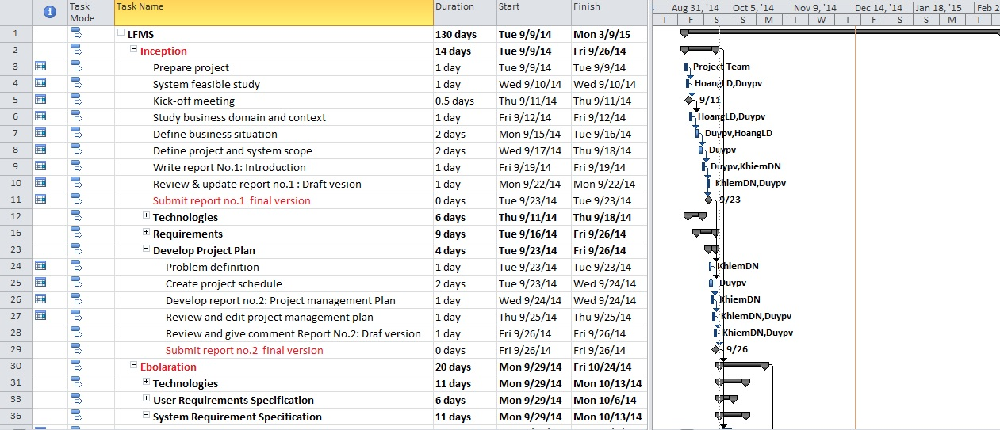 Task Mode Task Name Duration Start Finish Aug 31, '14 Oct 5, '14 Nov 9, '14 Dec 14, '14 Jan 18, '15 Feb 2
T F S S M T W T F S S M T
1 LFMS 130 days Tue 9/9/14 Mon 3/9/15
2 Inception 14 days Tue 9/9/14 Fri 9/26/14
3 Prepare project 1 day Tue 9/9/14 Tue 9/9/14 Project Team
4 System feasible study 1 day Wed 9/10/14 Wed 9/10/14 HoangLD,Duypv
5 Kick-off meeting 0.5 days Thu 9/11/14 Thu 9/11/14 9/11
6 Study business domain and context 1 day Fri 9/12/14 Fri 9/12/14 HoangLD,Duypv
7 Define business situation 2 days Mon 9/15/14 Tue 9/16/14 Duypv,HoangLD
8 Define project and system scope 2 days Wed 9/17/14 Thu 9/18/14 Duypv
9 Write report No.1: Introduction 1 day Fri 9/19/14 Fri 9/19/14 Duypv,KhiemDN
10 Review & update report no.1 : Draft vesion 1 day Mon 9/22/14 Mon 9/22/14 KhiemDN,Duypv
11 Submit report no.1 final version 0 days Tue 9/23/14 Tue 9/23/14 9/23
12 Technologies 6 days Thu 9/11/14 Thu 9/18/14
16 Requirements 9 days Tue 9/16/14 Fri 9/26/14
23 Develop Project Plan 4 days Tue 9/23/14 Fri 9/26/14
24 Problem definition 1 day Tue 9/23/14 Tue 9/23/14 KhiemDN
25 Create project schedule 2 days Tue 9/23/14 Wed 9/24/14 Duypv
26 Develop report no.2: Project management Plan 1 day Wed 9/24/14 Wed 9/24/14 KhiemDN
27 Review and edit project management plan 1 day Thu 9/25/14 Thu 9/25/14 KhiemDN,Duypv
28 Review and give comment Report No.2: Draf version 1 day Fri 9/26/14 Fri 9/26/14 KhiemDN,Duypv
29 Submit report no.2 final version 0 days Fri 9/26/14 Fri 9/26/14 9/26
30 Ebolaration 20 days Mon 9/29/14 Fri 10/24/14
31 Technologies 11 days Mon 9/29/14 Mon 10/13/14
33 User Requirements Specification 6 days Mon 9/29/14 Mon 10/6/14
36 System Requirement Specification 11 days Mon 9/29/14 Mon 10/13/14